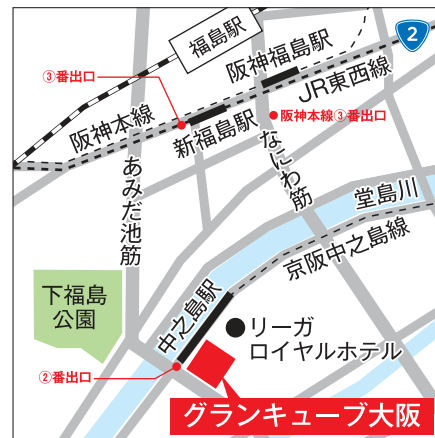 福島駅
2
阪神福島駅
③番出口
JR東西線
阪神本線
新福島駅
阪神本線③番出口
あみだ池筋
なにわ筋
堂島川
京阪中之島線
下福島
公園
中之島駅
リーガ
ロイヤルホテル
②番出口
グランキューブ大阪